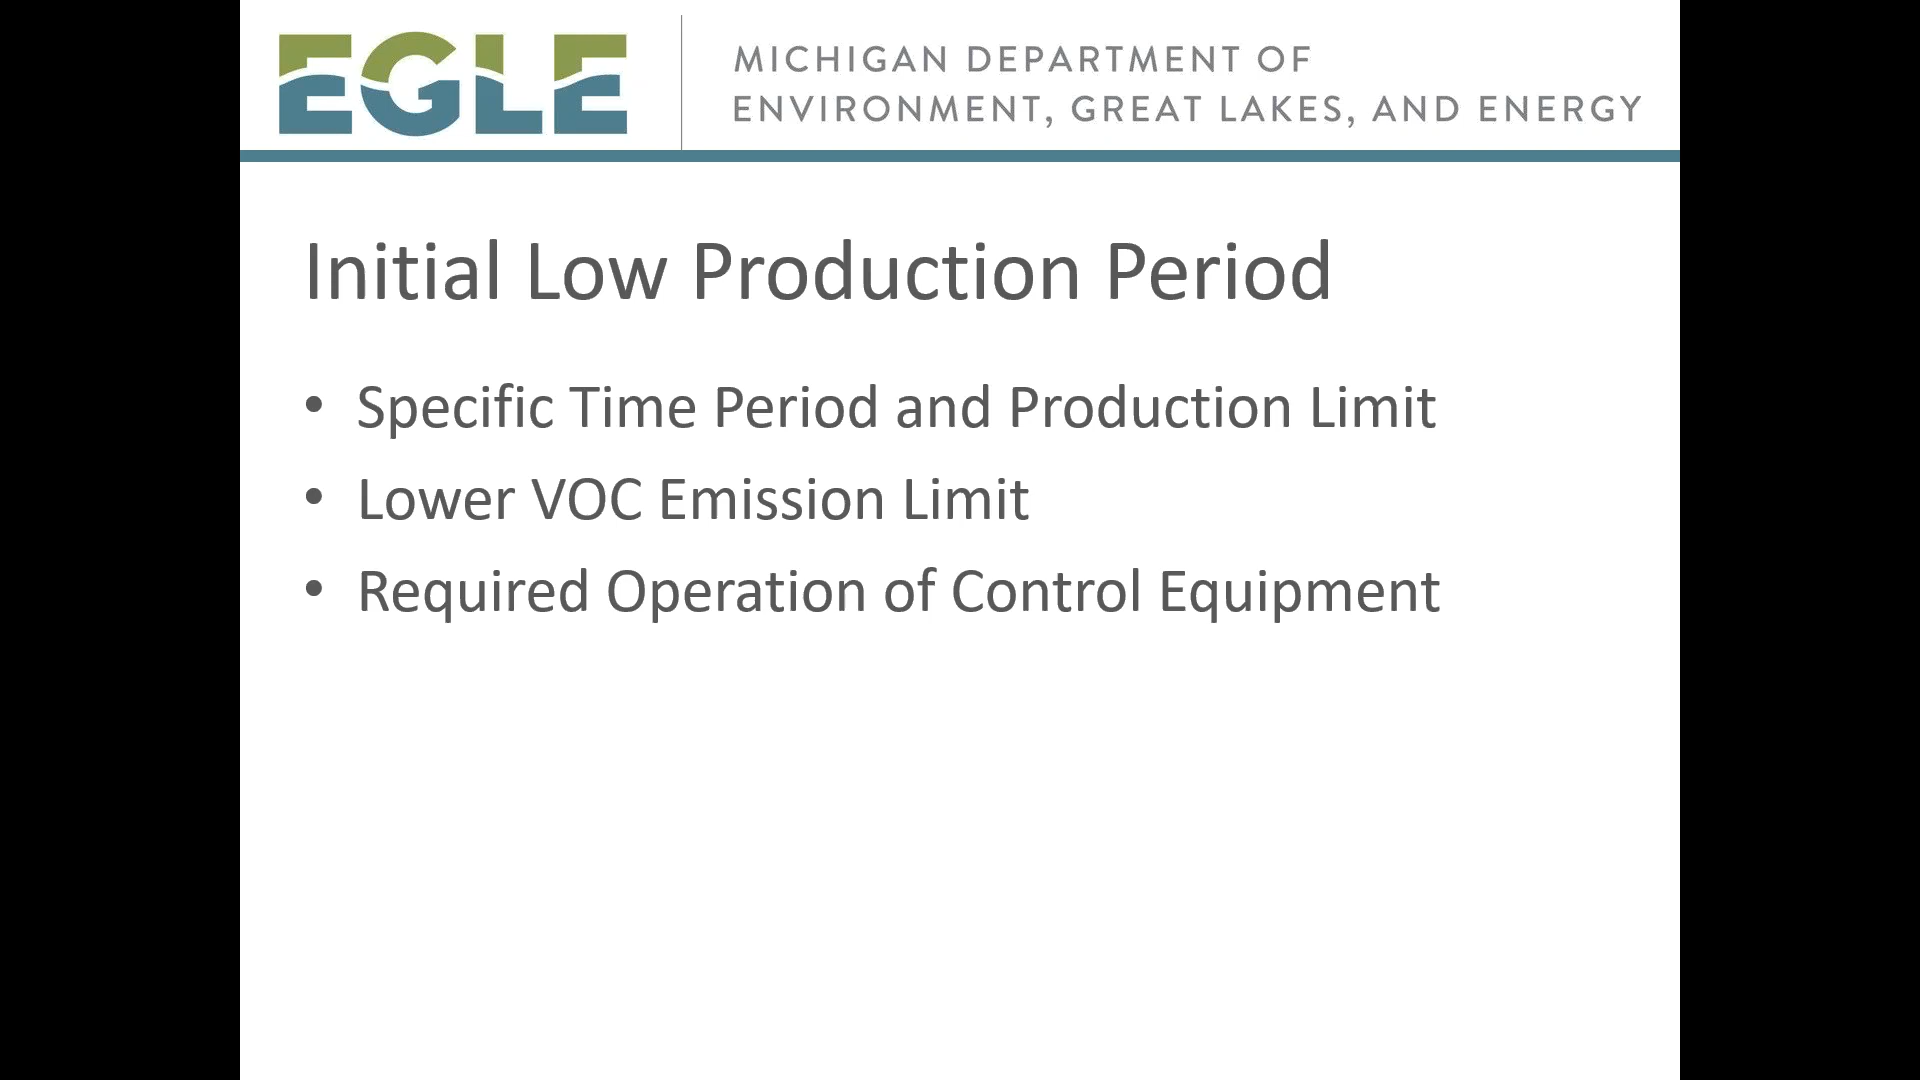 EGLE
MICHIGAN DEPARTMENT OF
ENVIRONMENT, GREAT LAKES, AND ENERGY
Initial Low Production Period
• Specific Time Period and Production Limit
• Lower VOC Emission Limit
• Required Operation of Control Equipment